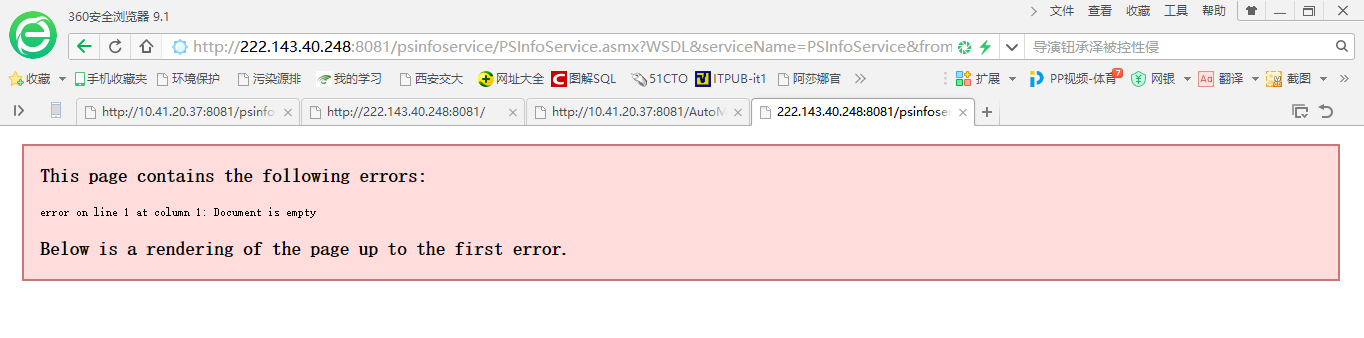 360安全浏览器 9.1
文件 查看 收藏 工具 帮助
http://222.143.40.248:8081/psinfoservice/PSInfoService.asmx?WSDL&serviceName=PSInfoService&from
导演钮承泽被控性侵
收藏 手机收藏夹 环境保护 污染源排 我的学习 西安交大 网址大全 图解SQL 51CTO ITPUB-it1 阿莎娜官 扩展 PP视频-体育 7 网银 Aa 翻译 截图
http://10.41.20.37:8081/psinfo http://222.143.40.248:8081/ http://10.41.20.37:8081/AutoM 222.143.40.248:8081/psinfoser
This page contains the following errors:
error on line 1 at column 1: Document is empty
Below is a rendering of the page up to the first error.